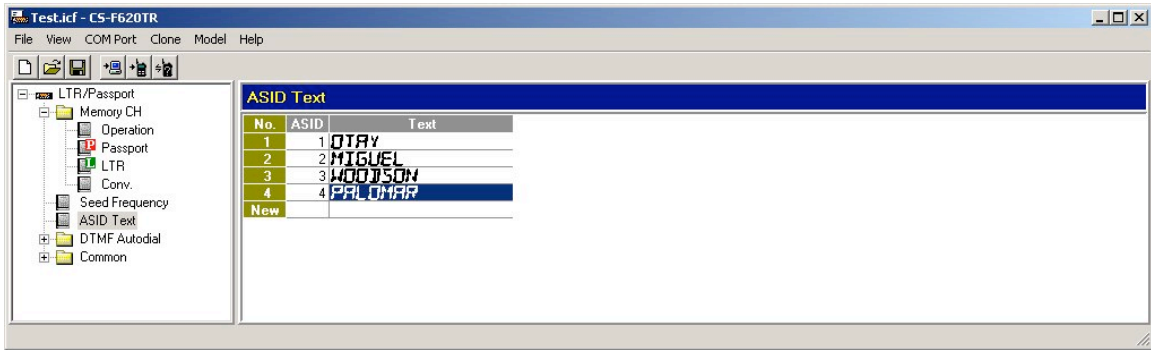 Test.icf - CS-F620TR
File View COM Port Clone Model Help
LTR/Passport
Memory CH
Operation
P Passport
L LTR
Conv.
Seed Frequency
ASID Text
DTMF Autodial
Common
ASID Text
No. ASID Text
1 1 OTAY
2 2 MIGUEL
3 3 WOODSON
4 4 PALOMAR
New